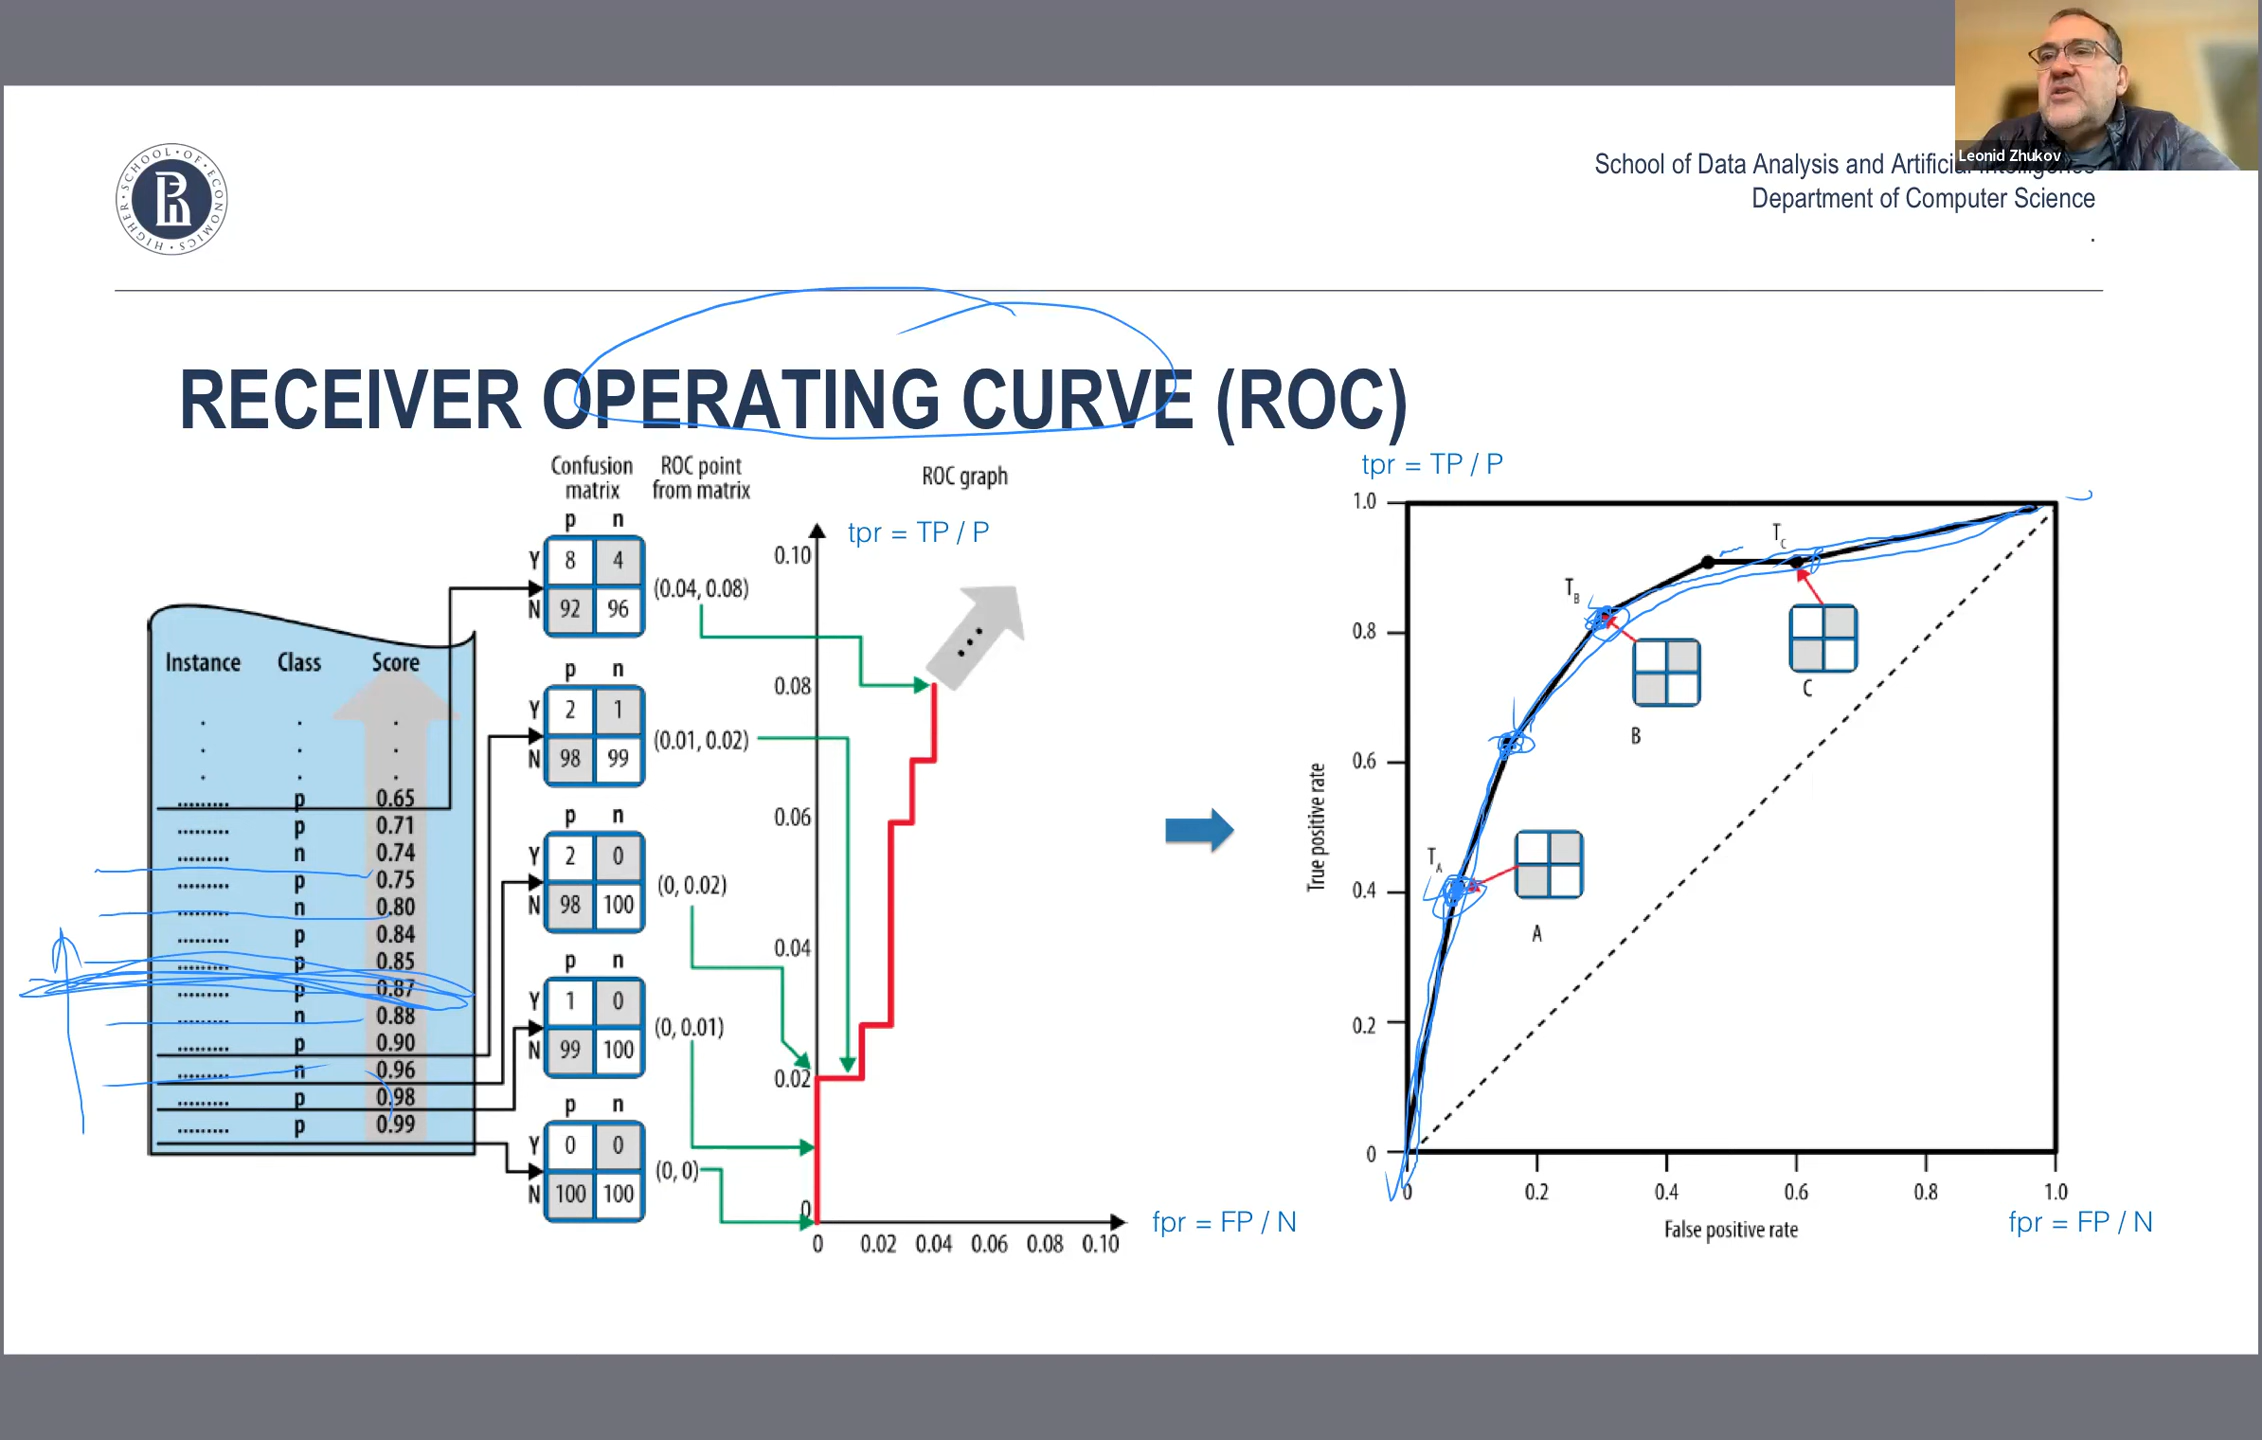 Leonid Zhukov
School of Data Analysis and Artificial Intelligence
Department of Computer Science
.
HIGHER · SCHOOL · OF · ECONOMICS
RECEIVER OPERATING CURVE (ROC)
Confusion matrix
ROC point from matrix
ROC graph
Instance Class Score
. . .
. . .
. . .
......... p 0.65
......... p 0.71
......... n 0.74
......... p 0.75
......... n 0.80
......... p 0.84
......... p 0.85
......... p 0.87
......... n 0.88
......... p 0.90
......... n 0.96
......... p 0.98
......... p 0.99
p n
Y 8 4
N 92 96
(0.04, 0.08)
p n
Y 2 1
N 98 99
(0.01, 0.02)
p n
Y 2 0
N 98 100
(0, 0.02)
p n
Y 1 0
N 99 100
(0, 0.01)
p n
Y 0 0
N 100 100
(0, 0)
tpr = TP / P
0.10
0.08
0.06
0.04
0.02
0
...
0 0.02 0.04 0.06 0.08 0.10
fpr = FP / N
tpr = TP / P
1.0
0.8
0.6
0.4
0.2
0
True positive rate
TC
TB
TA
C
B
A
0 0.2 0.4 0.6 0.8 1.0
False positive rate
fpr = FP / N